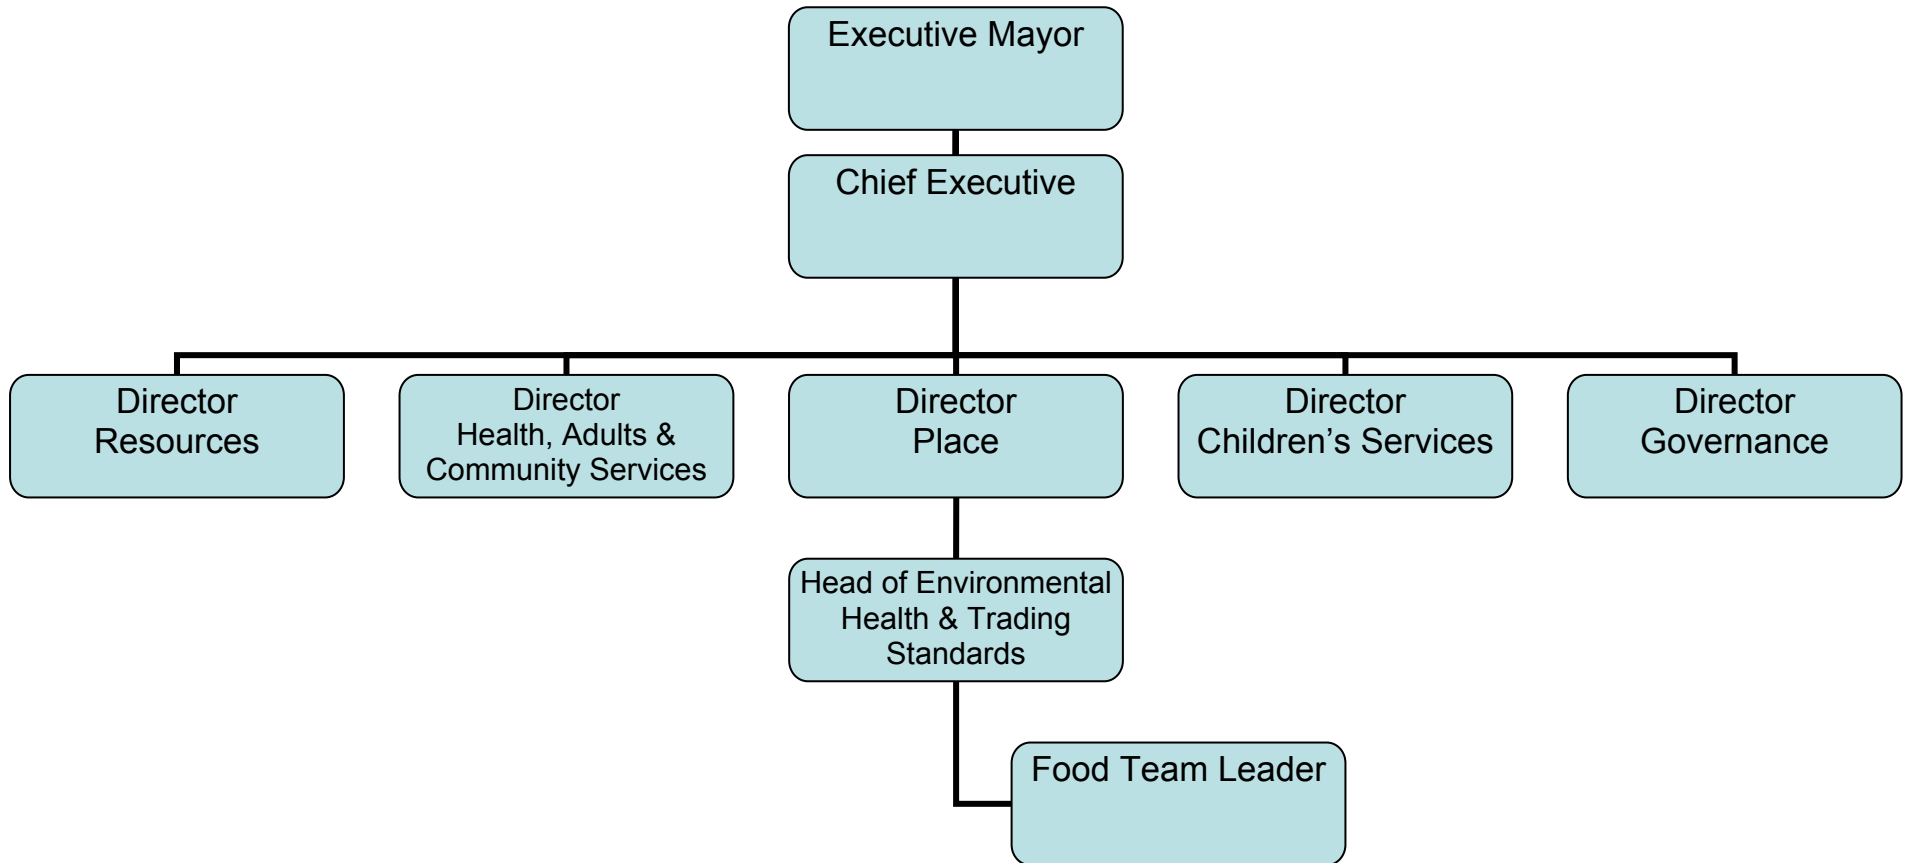 Executive Mayor
Chief Executive
Director
Resources
Director
Health, Adults &
Community Services
Director
Place
Director
Children’s Services
Director
Governance
Head of Environmental
Health & Trading
Standards
Food Team Leader